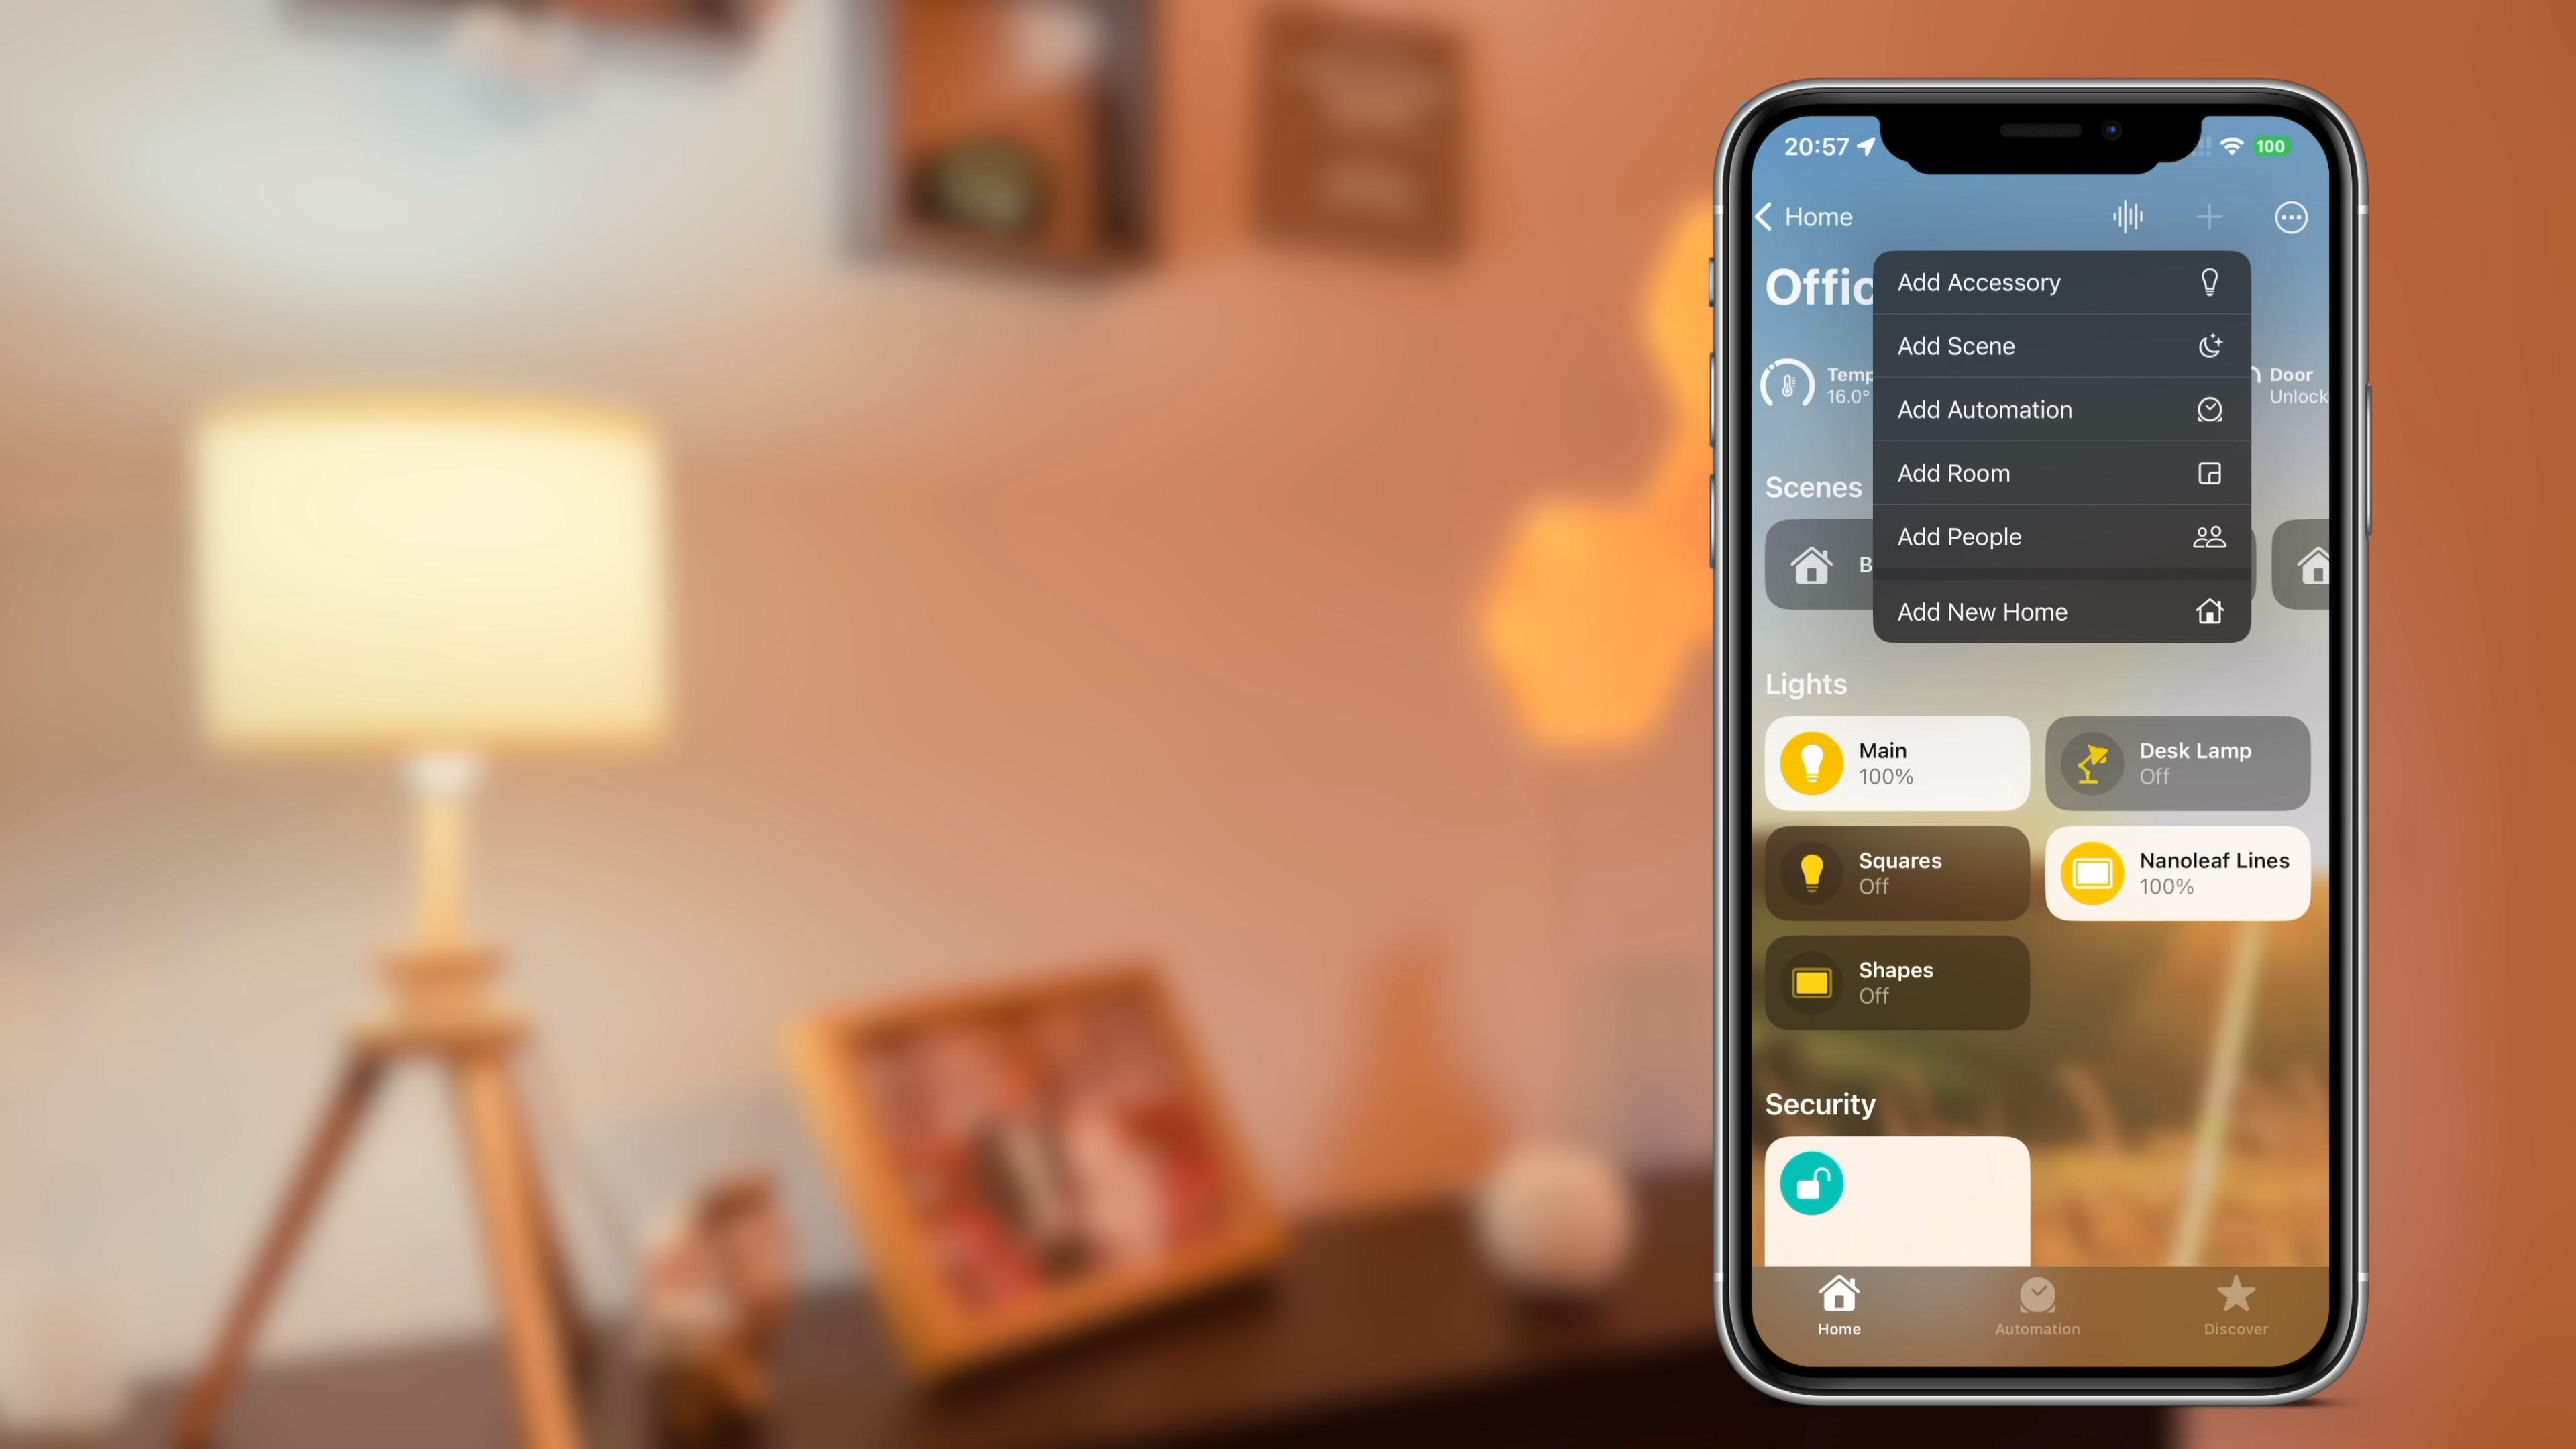 20:57
100
Home
Add Accessory
Offic
Add Scene
Temp
16.0°
Door
Unlock
Add Automation
Add Room
Scenes
Add People
B
Add New Home
Lights
Main
100%
Desk Lamp
Off
Squares
Off
Nanoleaf Lines
100%
Shapes
Off
Security
Home
Automation
Discover